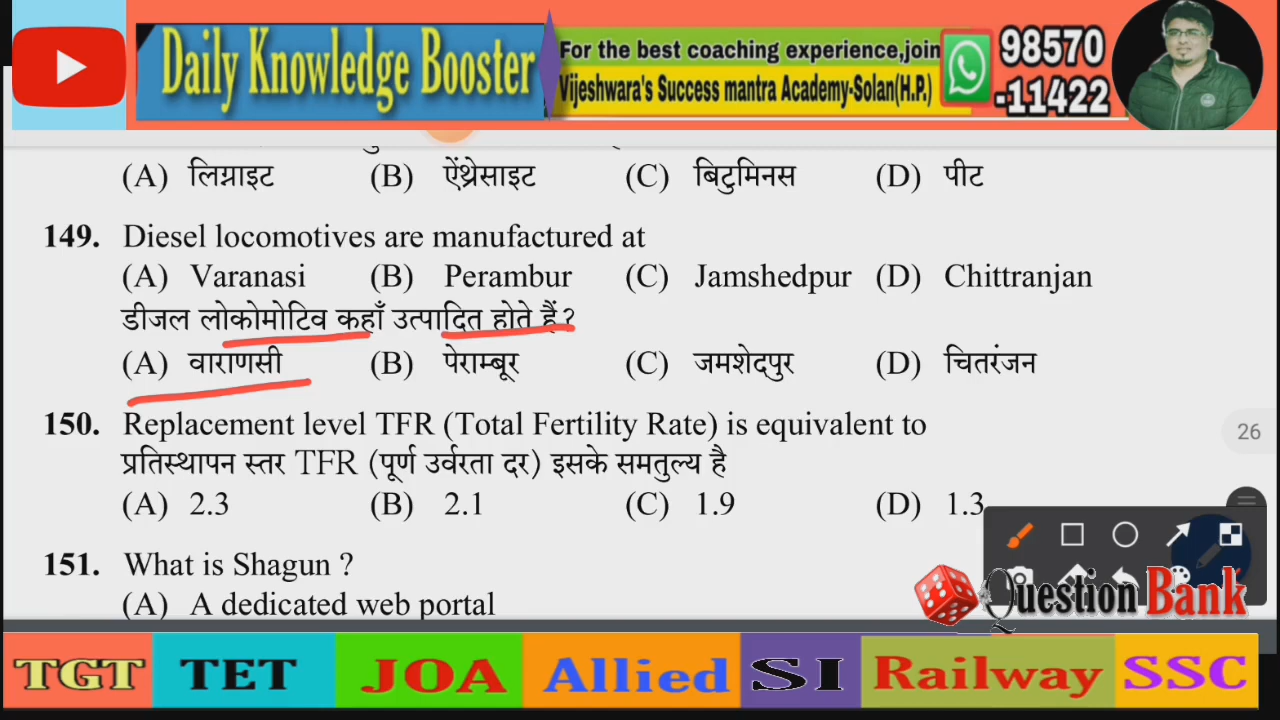 Daily Knowledge Booster
For the best coaching experience,join
Vijeshwara's Success mantra Academy-Solan(H.P.)
98570
-11422
(A) लिग्नाइट (B) ऐंथ्रेसाइट (C) बिटुमिनस (D) पीट
149. Diesel locomotives are manufactured at
(A) Varanasi (B) Perambur (C) Jamshedpur (D) Chittranjan
डीजल लोकोमोटिव कहाँ उत्पादित होते हैं?
(A) वाराणसी (B) पेराम्बूर (C) जमशेदपुर (D) चितरंजन
150. Replacement level TFR (Total Fertility Rate) is equivalent to
प्रतिस्थापन स्तर TFR (पूर्ण उर्वरता दर) इसके समतुल्य है
(A) 2.3 (B) 2.1 (C) 1.9 (D) 1.3
26
151. What is Shagun ?
(A) A dedicated web portal
Question Bank
TGT TET JOA Allied SI Railway SSC